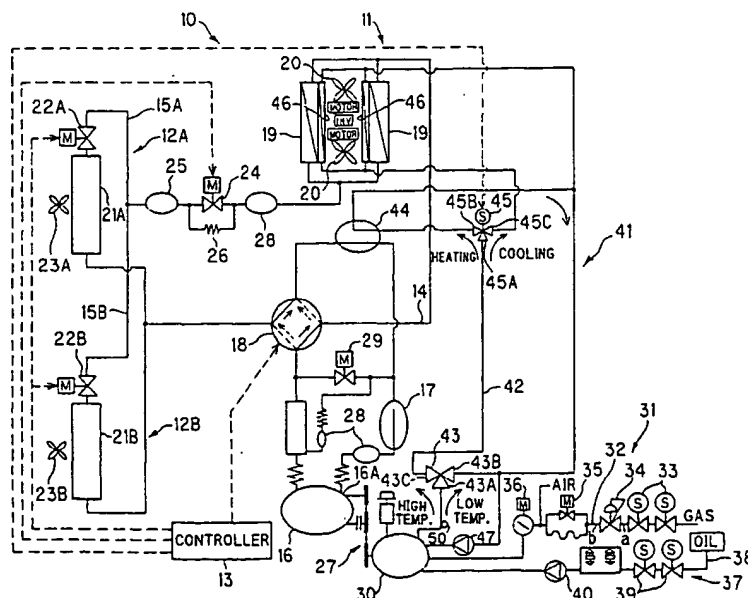 10
11
20
22A
15A
12A
46
MOTOR
INV
MOTOR
46
M
19
19
25
M
24
20
45B
S
45
21A
23A
26
28
44
45C
HEATING
COOLING
45A
41
15B
18
14
22B
29
M
17
42
M
12B
28
43
31
21B
16A
43B
32
34
23B
43C
43A
36
AIR
35
33
HIGH TEMP.
LOW TEMP.
M
M
S
S
GAS
b
a
CONTROLLER
13
16
27
50
47
S
S
OIL
38
30
40
39
37